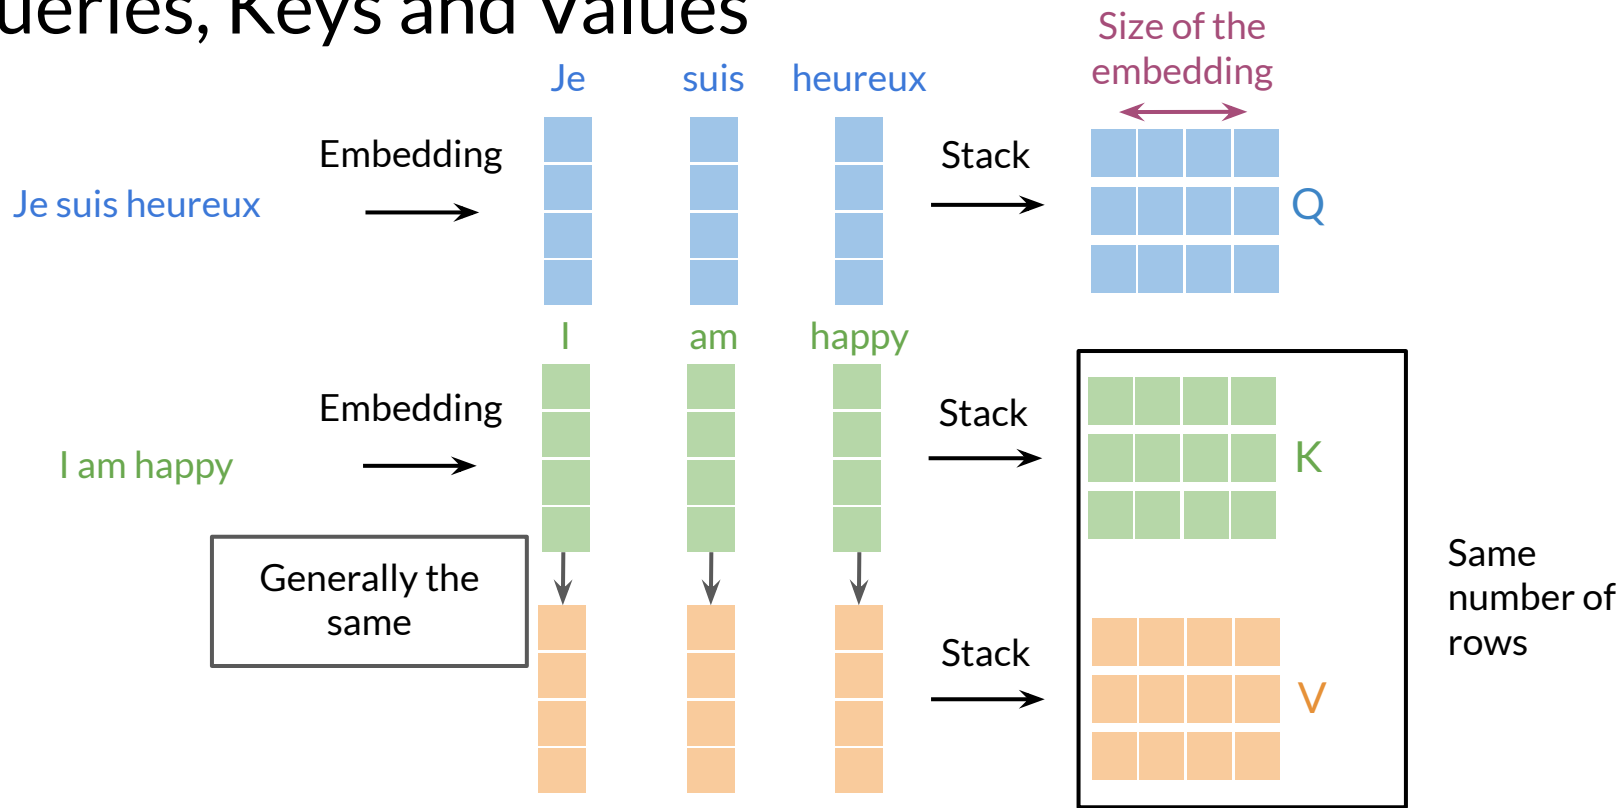 ueries, Keys and Values
Size of the
embedding
Je suis heureux
Embedding
Stack
Je suis heureux
Q
I am happy
Embedding
Stack
I am happy
K
Generally the
same
Same
number of
rows
Stack
V